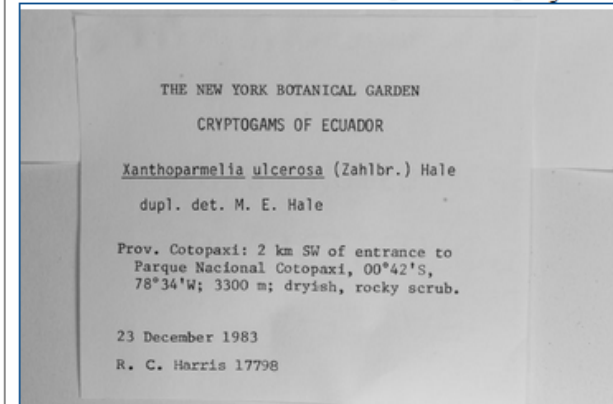 THE NEW YORK BOTANICAL GARDEN
CRYPTOGAMS OF ECUADOR
Xanthoparmelia ulcerosa (Zahlbr.) Hale
dupl. det. M. E. Hale
Prov. Cotopaxi: 2 km SW of entrance to
Parque Nacional Cotopaxi, 00°42'S,
78°34'W; 3300 m; dryish, rocky scrub.
23 December 1983
R. C. Harris 17798